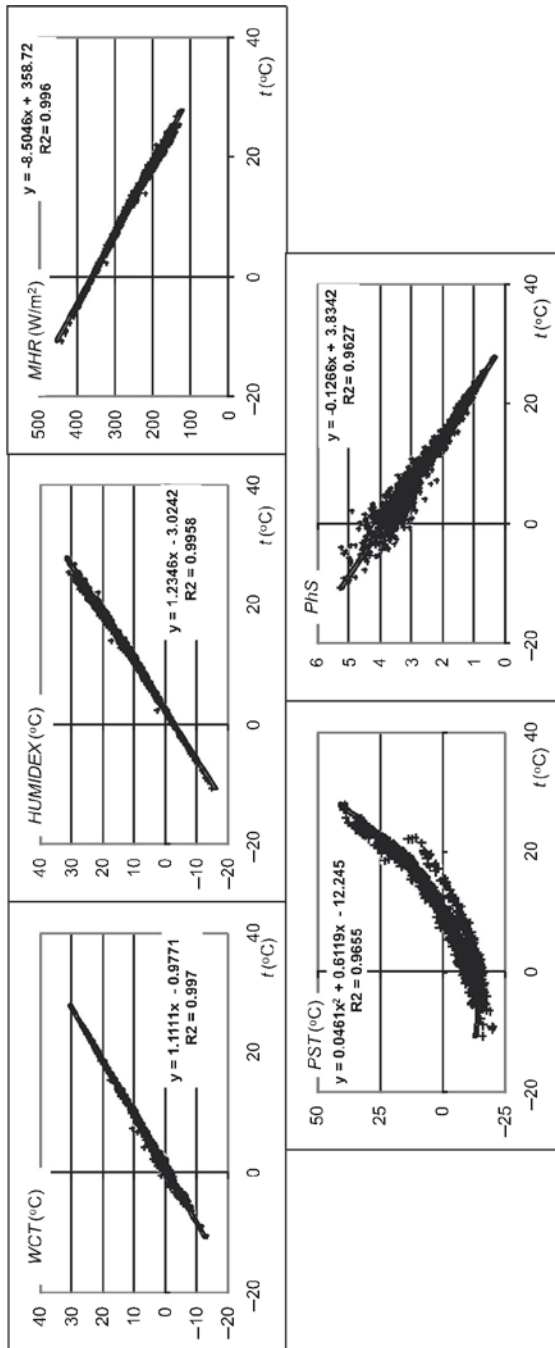 WCT (°C)
40
30
20
10
0
–10
–20
y = 1.1111x - 0.9771
R2 = 0.997
–20
0
20
40
t (°C)
HUMIDEX (°C)
40
30
20
10
0
–10
–20
y = 1.2346x - 3.0242
R2 = 0.9958
–20
0
20
40
t (°C)
MHR (W/m²)
500
400
300
200
100
0
y = -8.5046x + 358.72
R2= 0.996
–20
0
20
40
t (°C)
PST (°C)
y = 0.0461x² + 0.6119x - 12.245
R2 = 0.9655
50
25
0
–25
–20
0
20
40
t (°C)
PhS
6
5
4
3
2
1
0
y = -0.1266x + 3.8342
R2 = 0.9627
–20
0
20
40
t (°C)